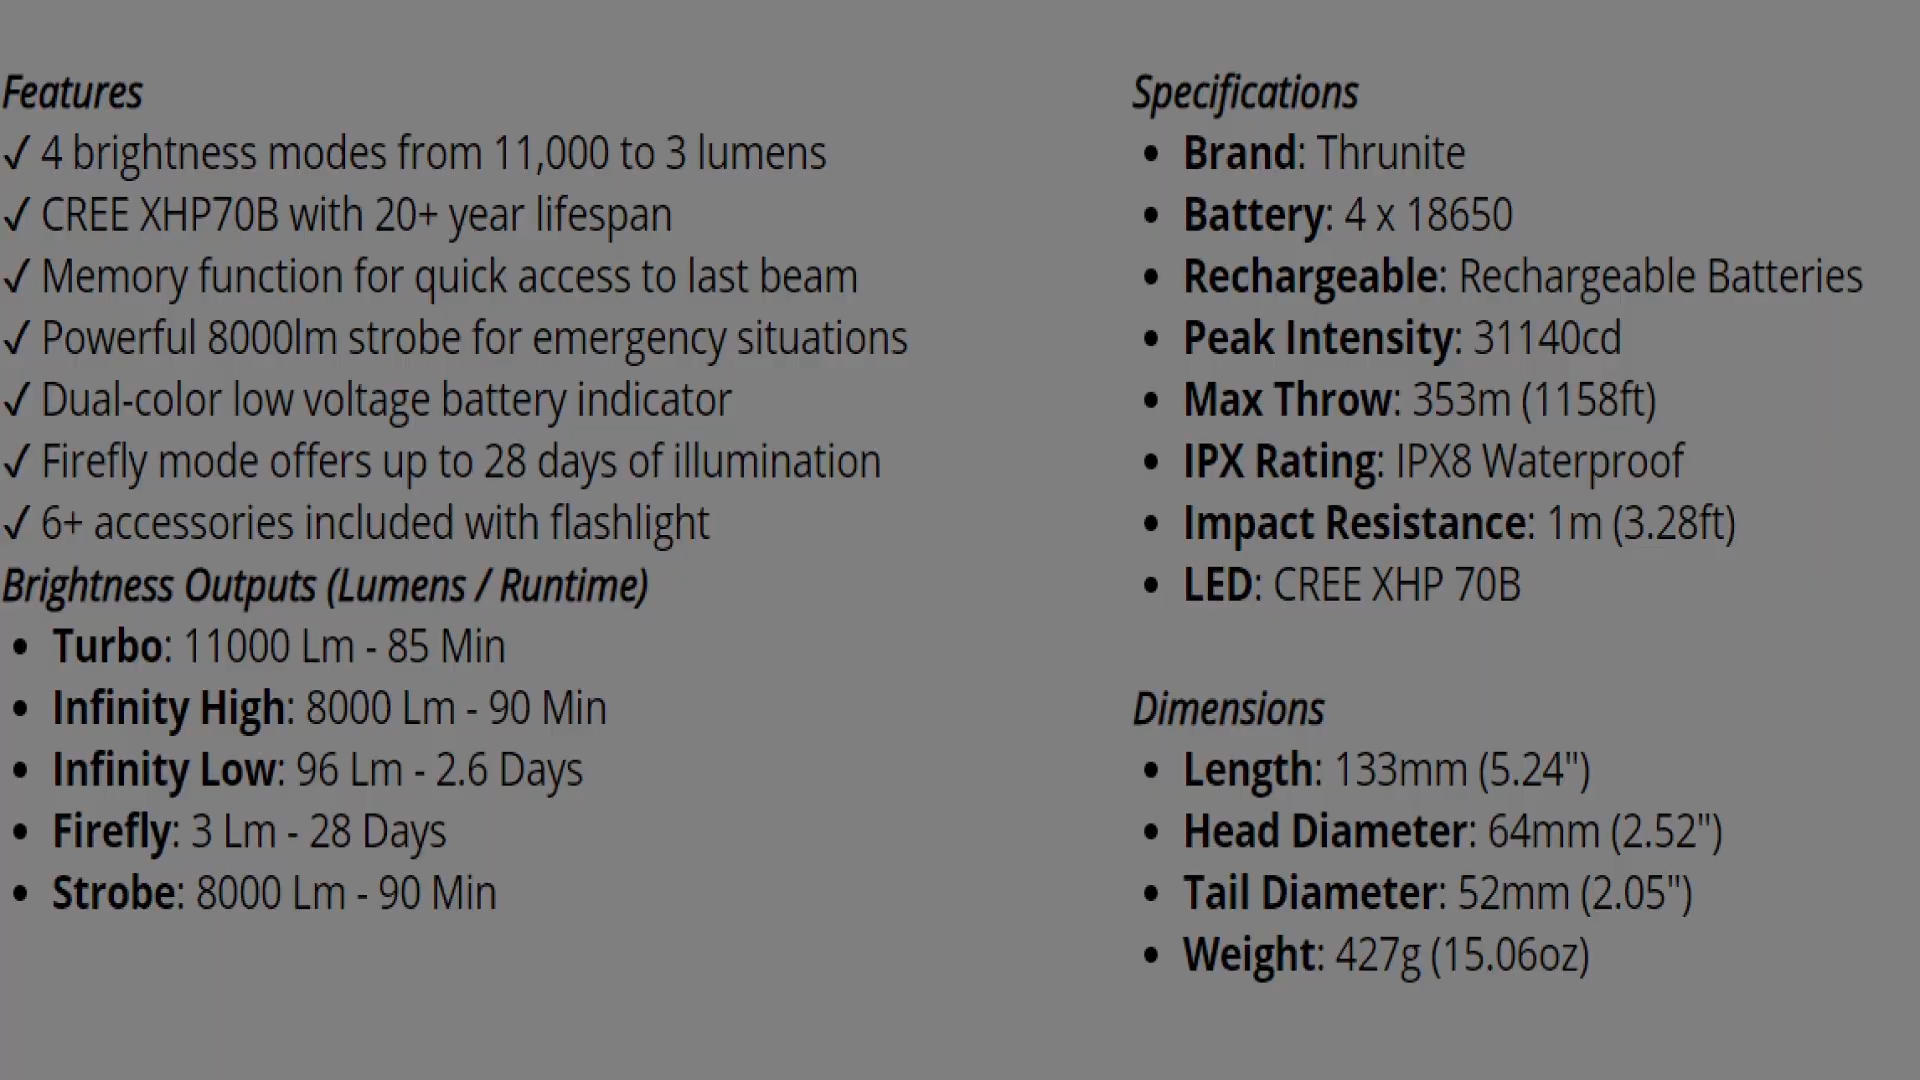 Features
✓ 4 brightness modes from 11,000 to 3 lumens
✓ CREE XHP70B with 20+ year lifespan
✓ Memory function for quick access to last beam
✓ Powerful 8000lm strobe for emergency situations
✓ Dual-color low voltage battery indicator
✓ Firefly mode offers up to 28 days of illumination
✓ 6+ accessories included with flashlight
Brightness Outputs (Lumens / Runtime)
• Turbo: 11000 Lm - 85 Min
• Infinity High: 8000 Lm - 90 Min
• Infinity Low: 96 Lm - 2.6 Days
• Firefly: 3 Lm - 28 Days
• Strobe: 8000 Lm - 90 Min
Specifications
• Brand: Thrunite
• Battery: 4 x 18650
• Rechargeable: Rechargeable Batteries
• Peak Intensity: 31140cd
• Max Throw: 353m (1158ft)
• IPX Rating: IPX8 Waterproof
• Impact Resistance: 1m (3.28ft)
• LED: CREE XHP 70B
Dimensions
• Length: 133mm (5.24")
• Head Diameter: 64mm (2.52")
• Tail Diameter: 52mm (2.05")
• Weight: 427g (15.06oz)